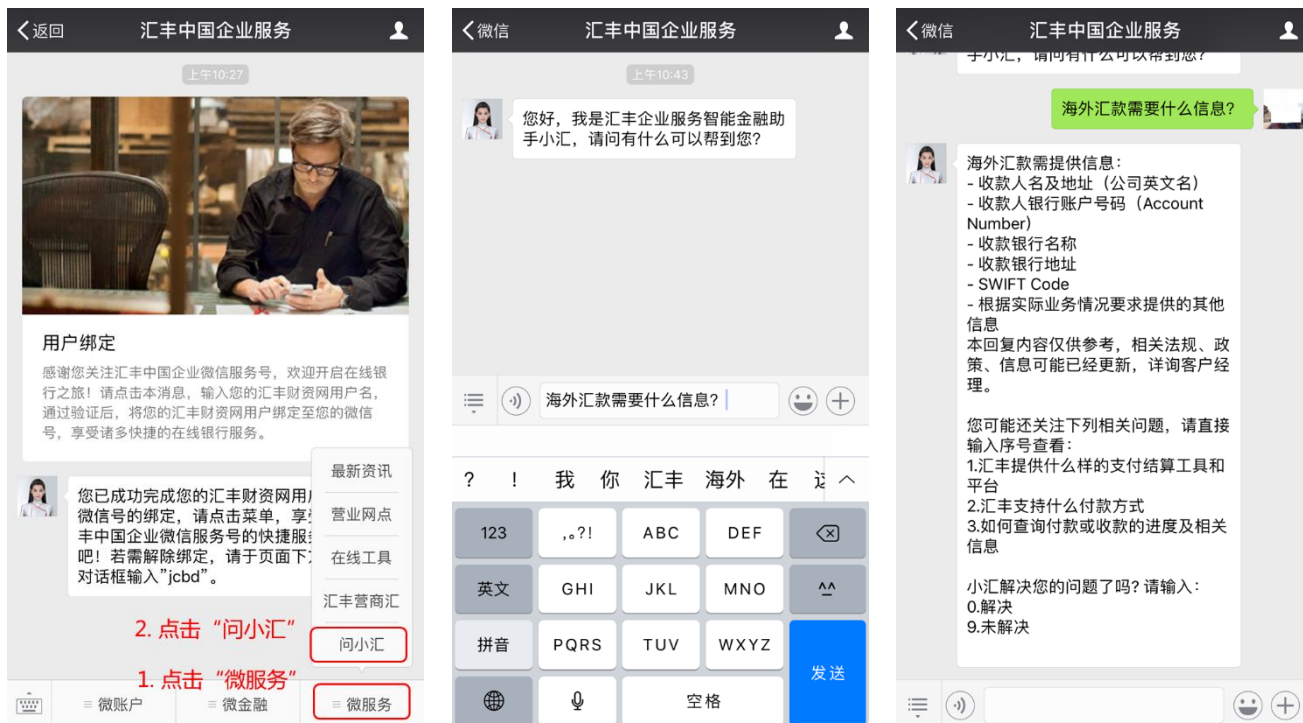 返回
汇丰中国企业服务
上午10:27
用户绑定
感谢您关注汇丰中国企业微信服务号，欢迎开启在线银
行之旅！请点击本消息，输入您的汇丰财资网用户名，
通过验证后，将您的汇丰财资网用户绑定至您的微信
号，享受诸多快捷的在线银行服务。
您已成功完成您的汇丰财资网用
微信号的绑定，请点击菜单，享
丰中国企业微信服务号的快捷服
吧！若需解除绑定，请于页面下
对话框输入”jcbd”。
最新资讯
营业网点
在线工具
汇丰营商汇
问小汇
2. 点击“问小汇”
1. 点击“微服务”
微账户
微金融
微服务
微信
汇丰中国企业服务
上午10:43
您好，我是汇丰企业服务智能金融助
手小汇，请问有什么可以帮到您？
海外汇款需要什么信息？
? ! 我 你 汇丰 海外 在 这
123 ,。?! ABC DEF
英文 GHI JKL MNO ^^
拼音 PQRS TUV WXYZ
发送
空格
微信
汇丰中国企业服务
手小汇，请问有什么可以帮到您？
海外汇款需要什么信息？
海外汇款需提供信息：
- 收款人名及地址（公司英文名）
- 收款人银行账户号码（Account
Number）
- 收款银行名称
- 收款银行地址
- SWIFT Code
- 根据实际业务情况要求提供的其他
信息
本回复内容仅供参考，相关法规、政
策、信息可能已经更新，详询客户经
理。
您可能还关注下列相关问题，请直接
输入序号查看：
1.汇丰提供什么样的支付结算工具和
平台
2.汇丰支持什么付款方式
3.如何查询付款或收款的进度及相关
信息
小汇解决您的问题了吗? 请输入：
0.解决
9.未解决